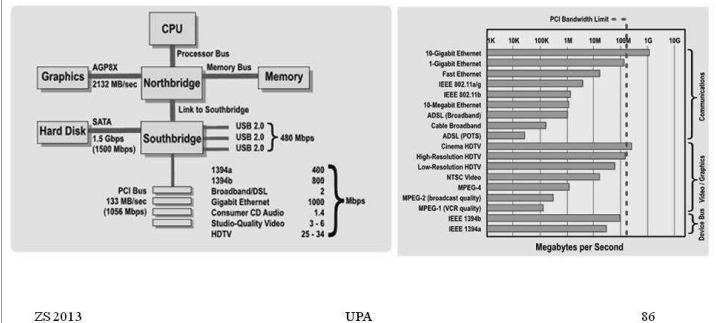 CPU
Processor Bus
AGP8X
Graphics
2132 MB/sec
Northbridge
Memory Bus
Memory
Link to Southbridge
Hard Disk
SATA
1.5 Gbps
(1500 Mbps)
Southbridge
USB 2.0
USB 2.0
USB 2.0
480 Mbps
PCI Bus
133 MB/sec
(1056 Mbps)
1394a 400
1394b 800
Broadband/DSL 2
Gigabit Ethernet 1000
Consumer CD Audio 1.4
Studio-Quality Video 3 - 6
HDTV 25 - 34
Mbps
PCI Bandwidth Limit
1K 10K 100K 1M 10M 100M 1G 10G
10-Gigabit Ethernet
1-Gigabit Ethernet
Fast Ethernet
IEEE 802.11a/g
IEEE 802.11b
10-Megabit Ethernet
ADSL (Broadband)
Cable Broadband
ADSL (POTS)
Communications
Cinema HDTV
High-Resolution HDTV
Low-Resolution HDTV
NTSC Video
MPEG-4
MPEG-2 (broadcast quality)
MPEG-1 (VCR quality)
Video / Graphics
IEEE 1394b
IEEE 1394a
Device Bus
Megabytes per Second
ZS 2013 UPA 86